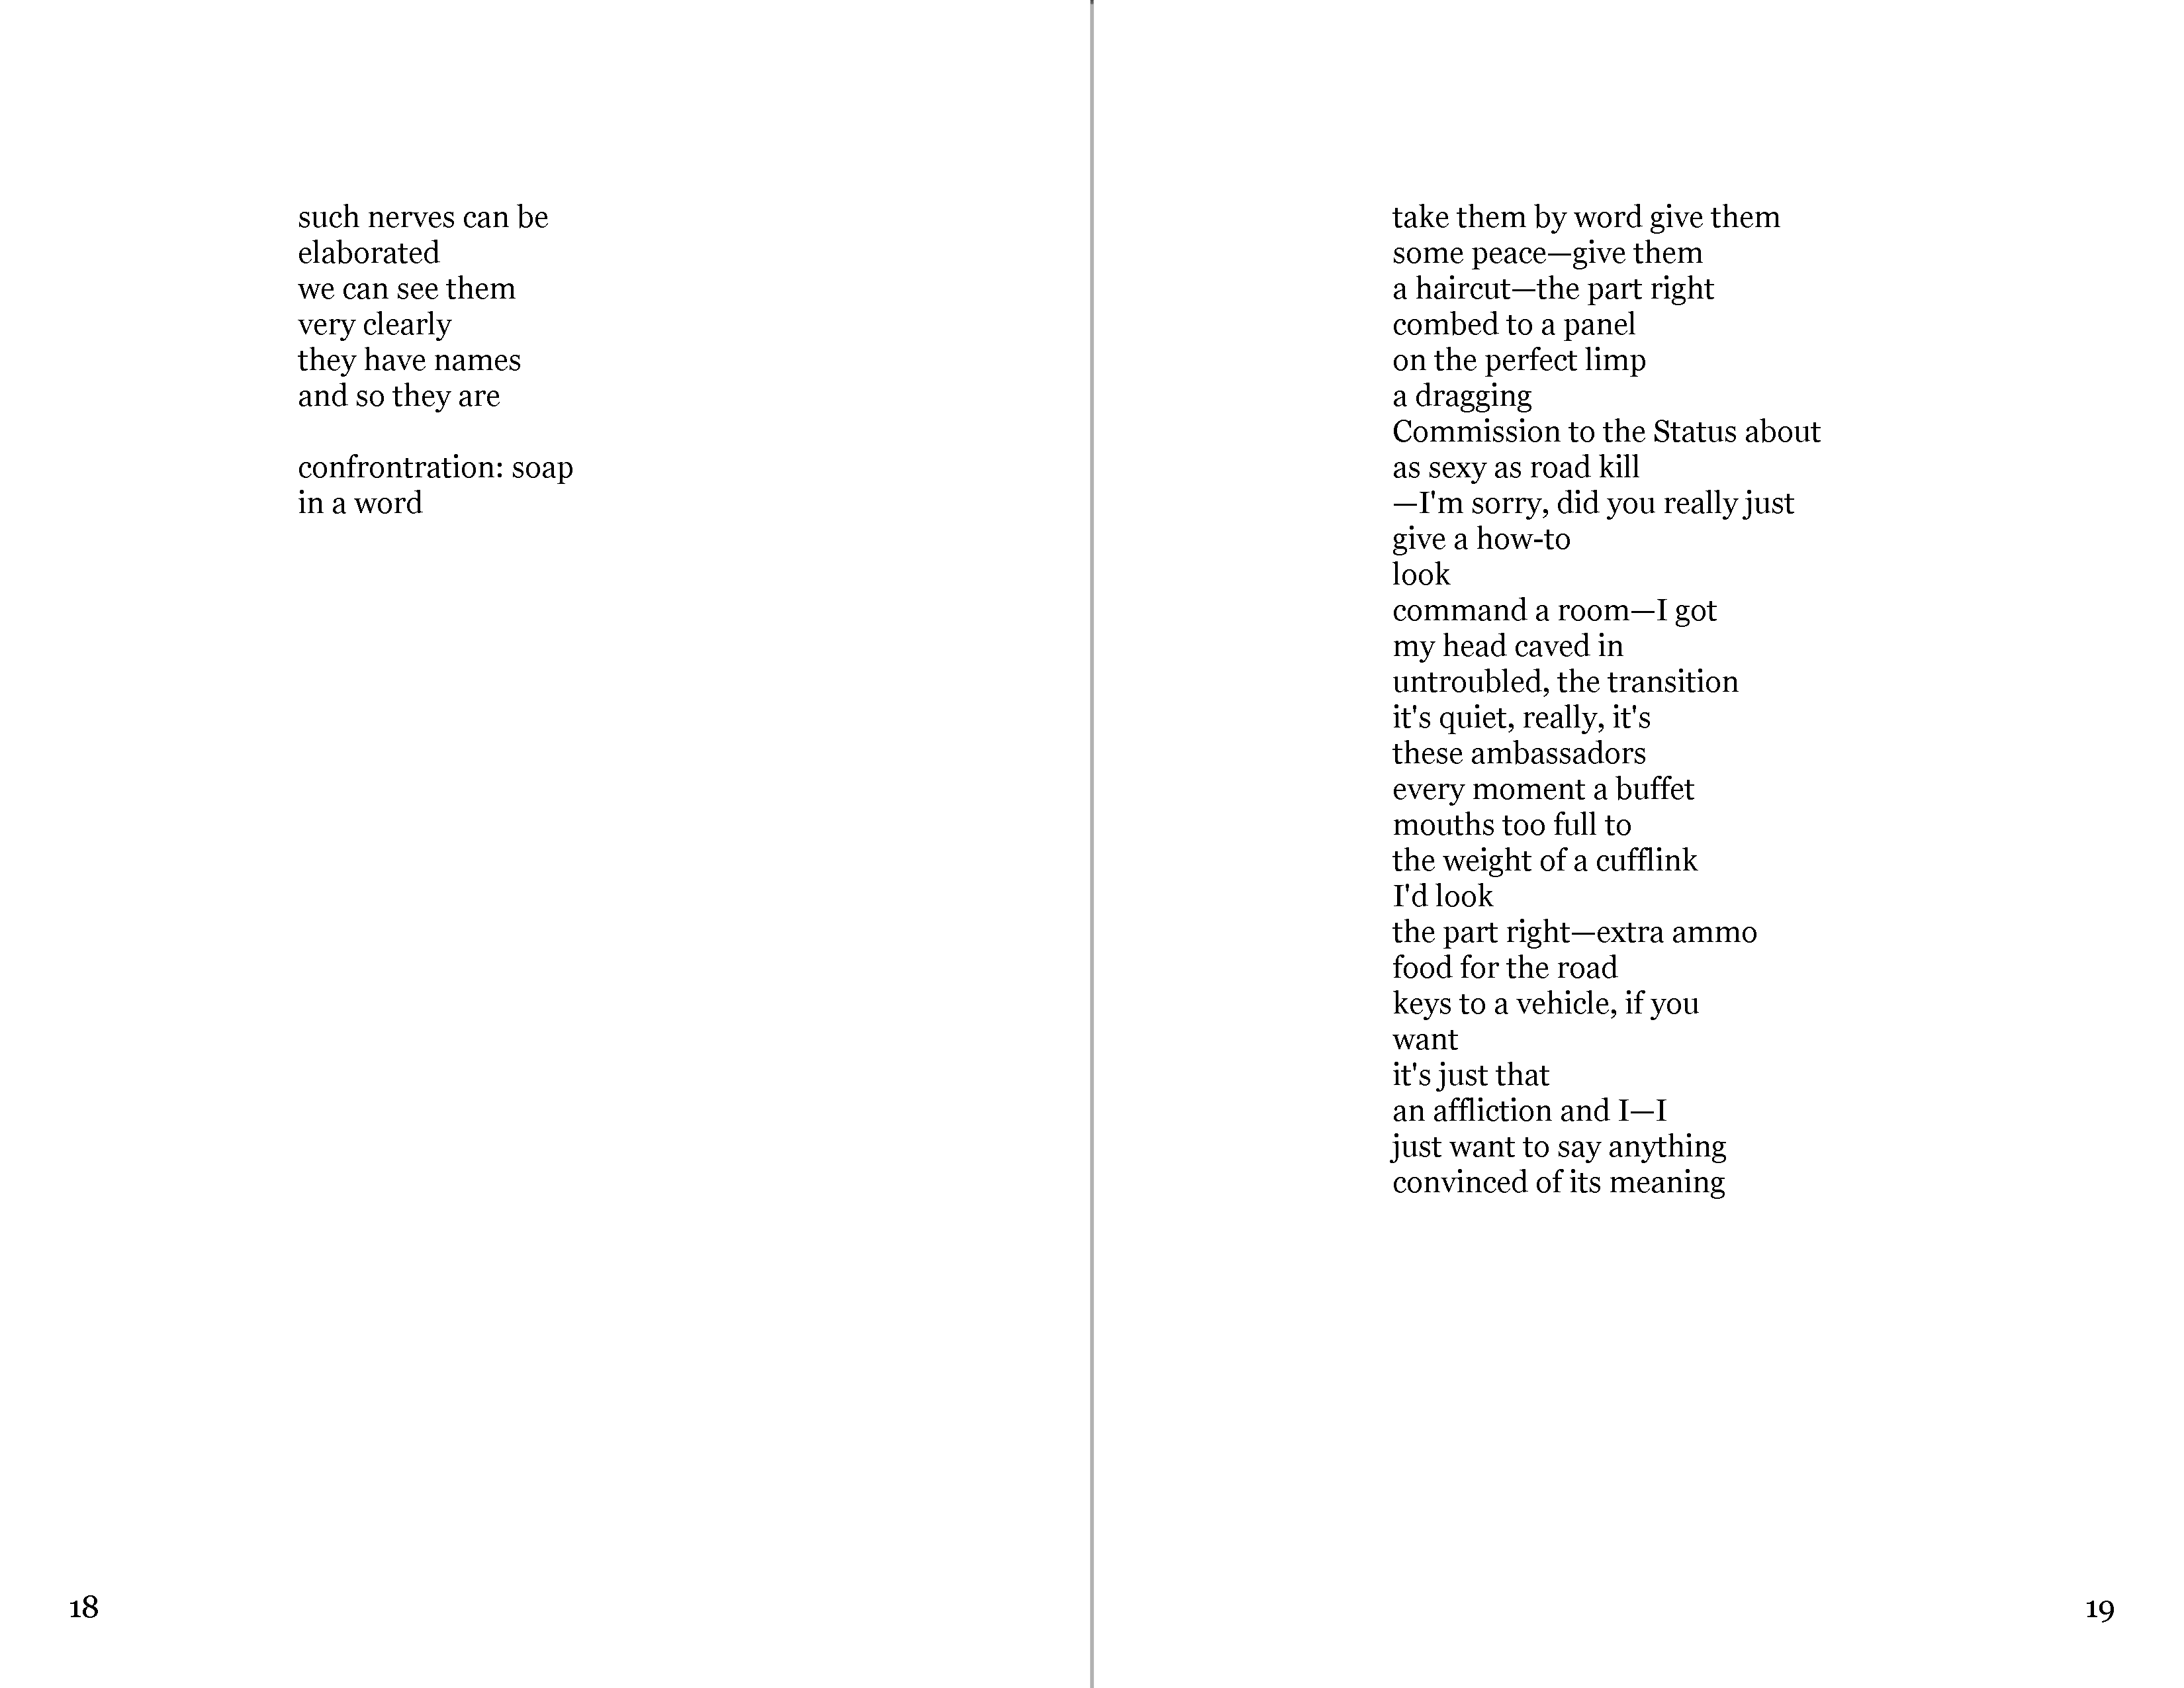 such nerves can be
elaborated
we can see them
very clearly
they have names
and so they are
confrontration: soap
in a word
18
take them by word give them
some peace—give them
a haircut—the part right
combed to a panel
on the perfect limp
a dragging
Commission to the Status about
as sexy as road kill
—I'm sorry, did you really just
give a how-to
look
command a room—I got
my head caved in
untroubled, the transition
it's quiet, really, it's
these ambassadors
every moment a buffet
mouths too full to
the weight of a cufflink
I'd look
the part right—extra ammo
food for the road
keys to a vehicle, if you
want
it's just that
an affliction and I—I
just want to say anything
convinced of its meaning
19